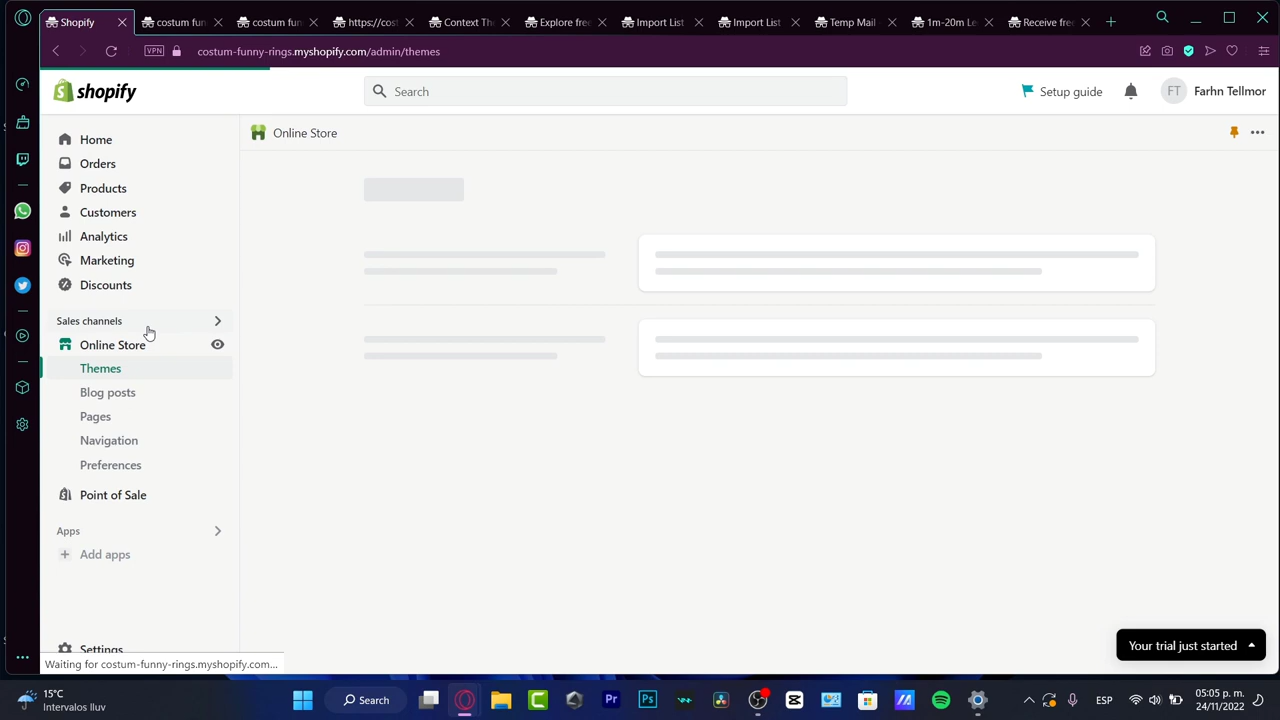 Shopify
costum fun
costum fun
https://cost
Context Th
Explore free
Import List
Import List
Temp Mail
1m-20m Le
Receive free
VPN
costum-funny-rings.myshopify.com/admin/themes
shopify
Search
Setup guide
FT
Farhn Tellmor
Home
Orders
Products
Customers
Analytics
Marketing
Discounts
Sales channels
Online Store
Themes
Blog posts
Pages
Navigation
Preferences
Point of Sale
Apps
Add apps
Settings
Online Store
Your trial just started
Waiting for costum-funny-rings.myshopify.com...
15°C
Intervalos lluv
Search
Pr
Ps
ESP
05:05 p. m.
24/11/2022